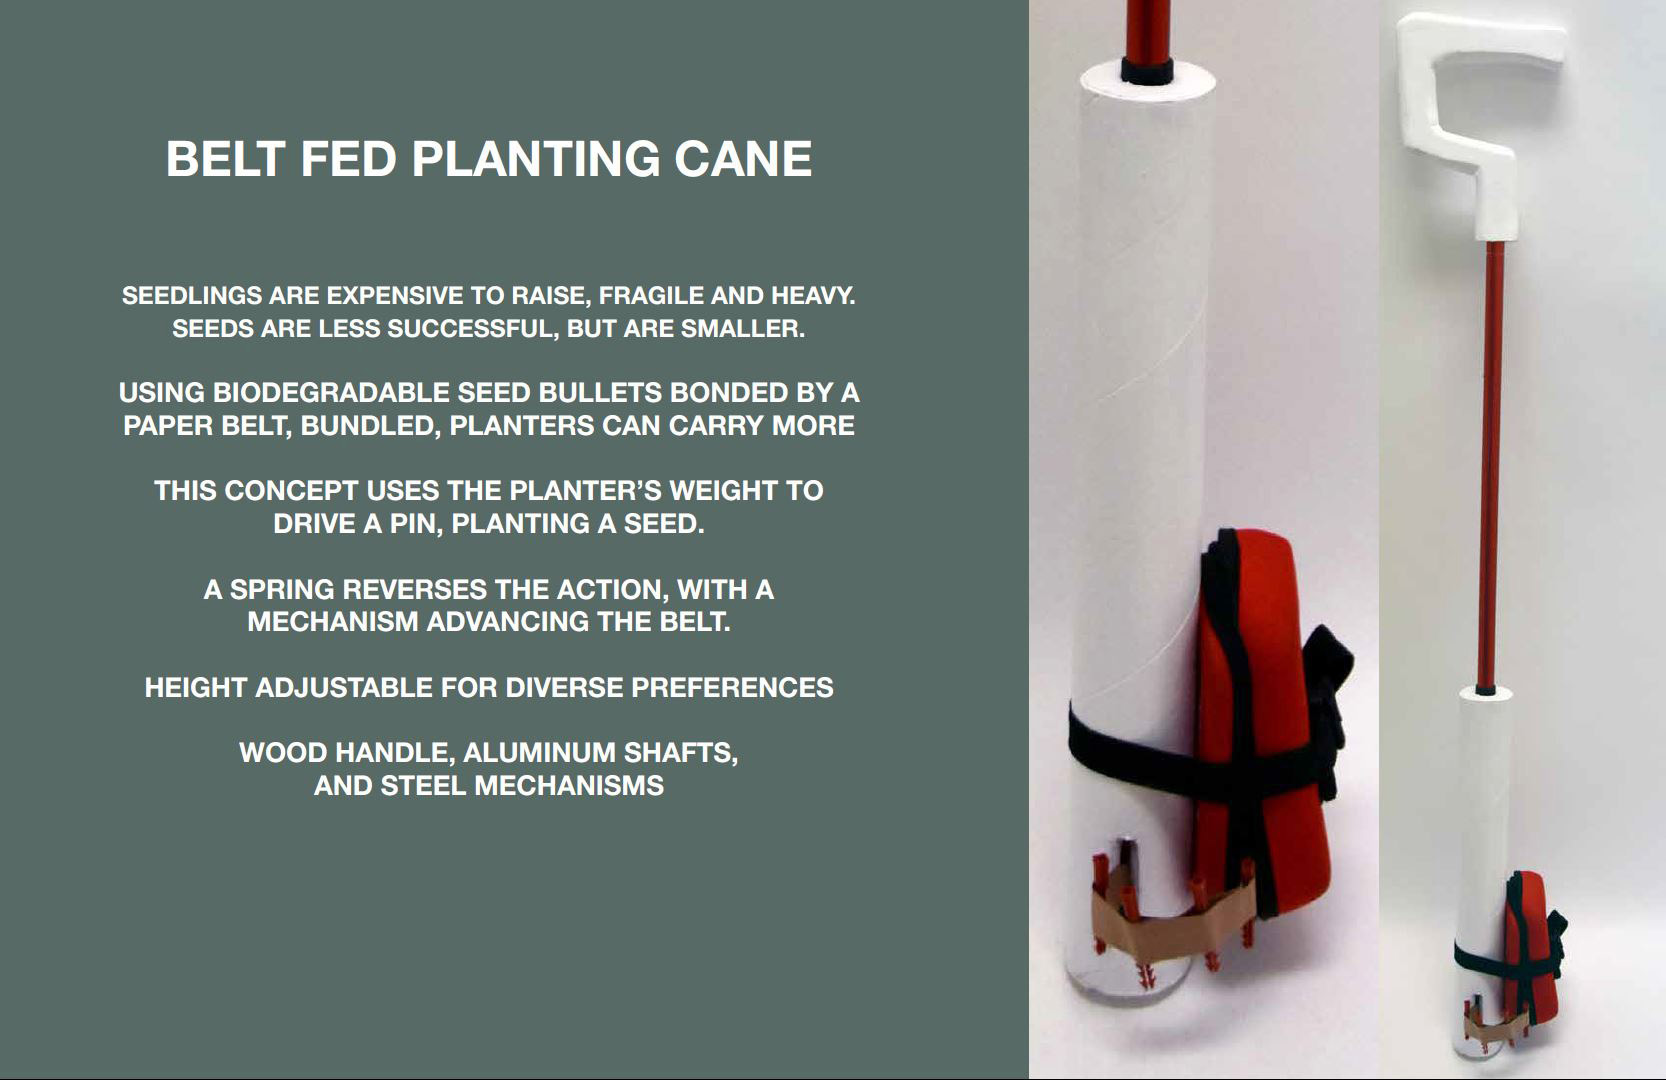 BELT FED PLANTING CANE
SEEDLINGS ARE EXPENSIVE TO RAISE, FRAGILE AND HEAVY.
SEEDS ARE LESS SUCCESSFUL, BUT ARE SMALLER.
USING BIODEGRADABLE SEED BULLETS BONDED BY A
PAPER BELT, BUNDLED, PLANTERS CAN CARRY MORE
THIS CONCEPT USES THE PLANTER’S WEIGHT TO
DRIVE A PIN, PLANTING A SEED.
A SPRING REVERSES THE ACTION, WITH A
MECHANISM ADVANCING THE BELT.
HEIGHT ADJUSTABLE FOR DIVERSE PREFERENCES
WOOD HANDLE, ALUMINUM SHAFTS,
AND STEEL MECHANISMS